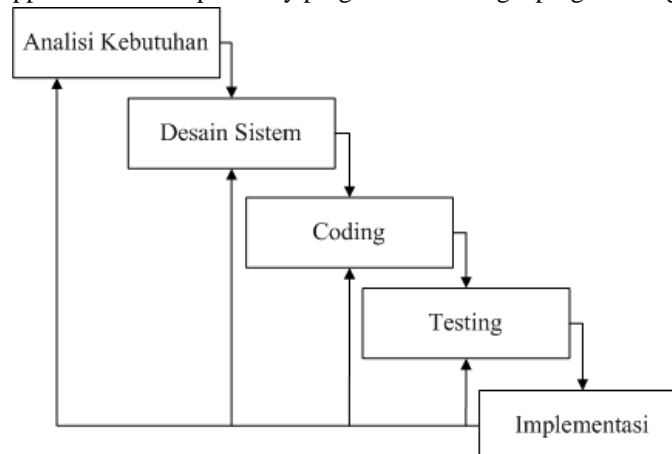 Analisi Kebutuhan
Desain Sistem
Coding
Testing
Implementasi